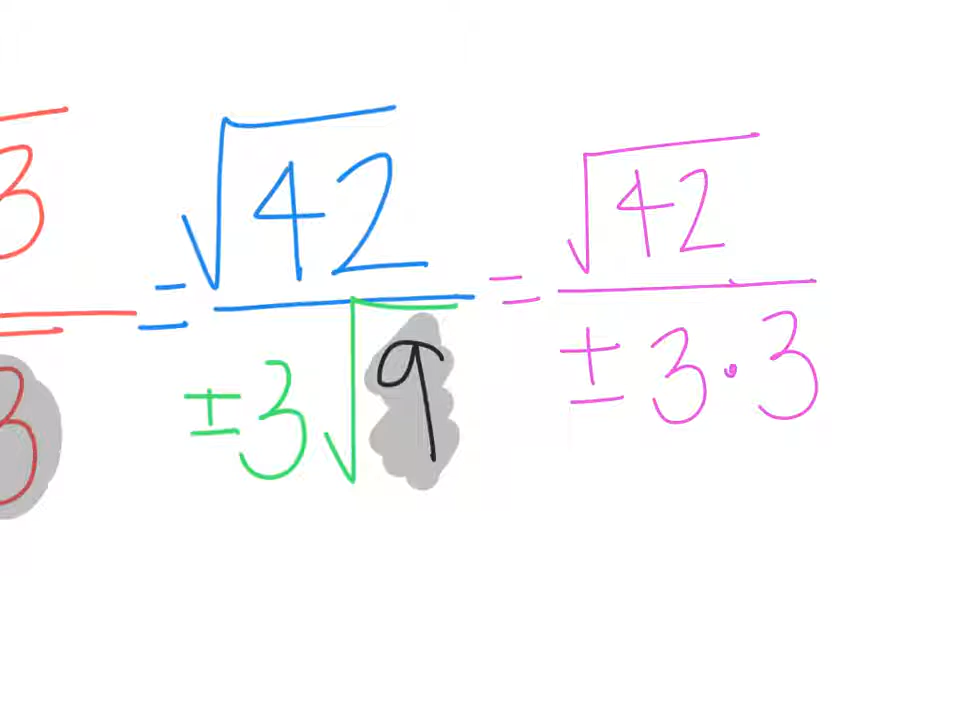 3 = √42 = √42
3 ±3√9 ± 3 · 3